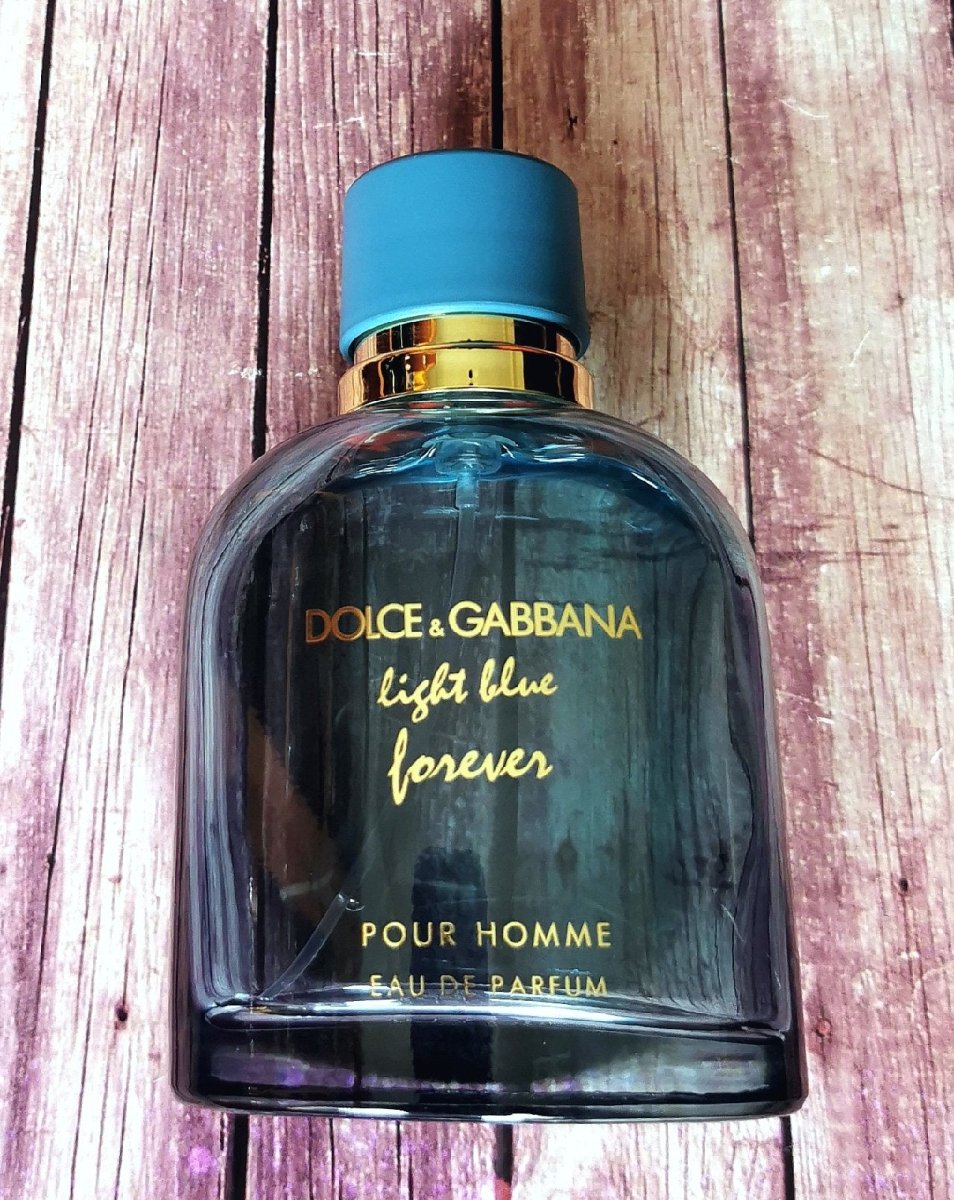 DOLCE & GABBANA
light blue
forever
POUR HOMME
EAU DE PARFUM